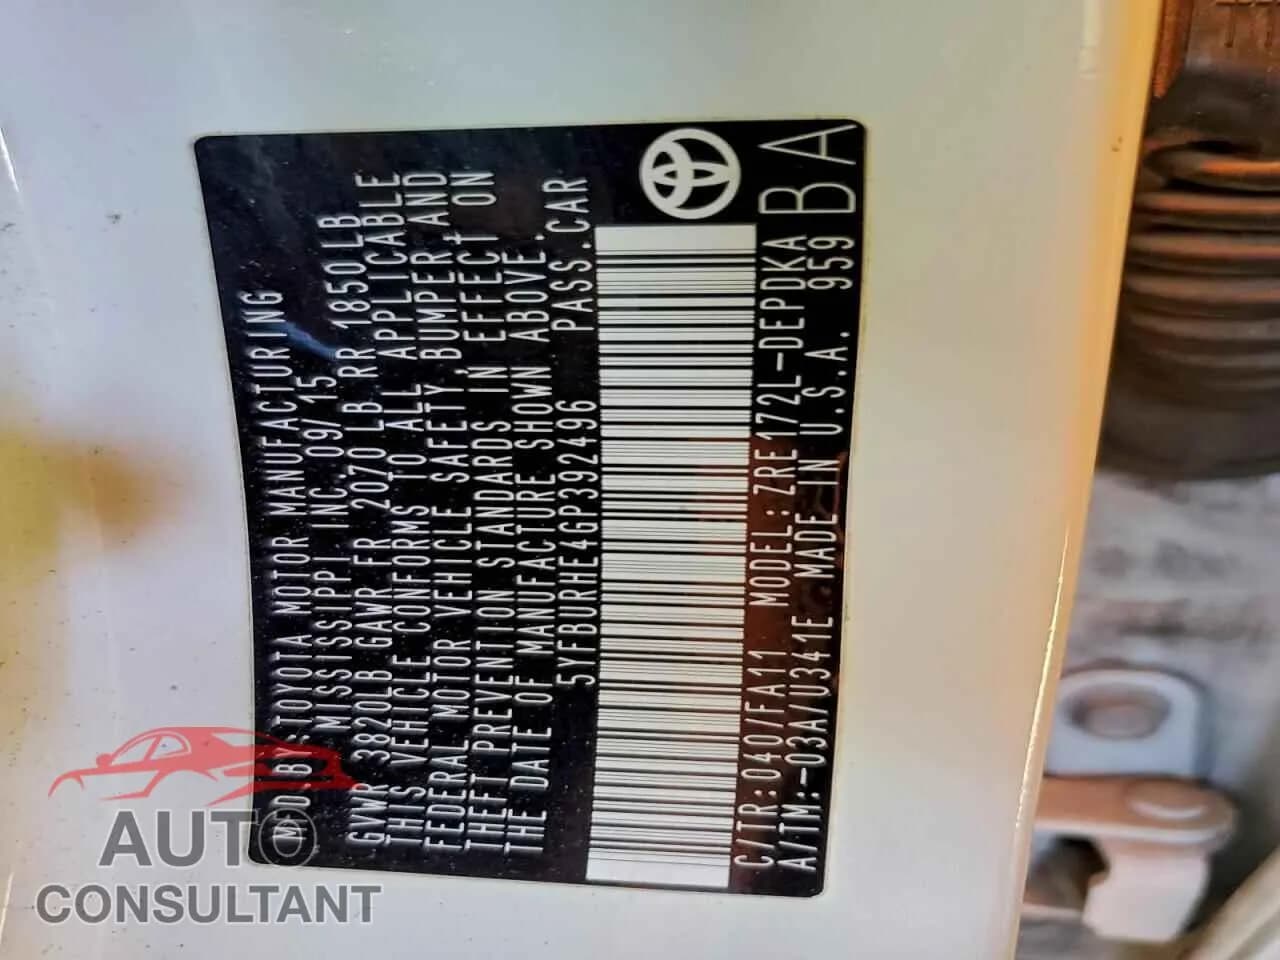 MFD.BY:TOYOTA MOTOR MANUFACTURING
MISSISSIPPI INC. 09/15
GVWR 3820LB GAWR FR 2070LB RR 1850LB
THIS VEHICLE CONFORMS TO ALL APPLICABLE
FEDERAL MOTOR VEHICLE SAFETY,BUMPER AND
THEFT PREVENTION STANDARDS IN EFFECT ON
THE DATE OF MANUFACTURE SHOWN ABOVE.
5YFBURHE4GP392496 PASS.CAR
C/TR:040/FA11 MODEL:ZRE172L-DEPDKA
A/TM:-03A/U341E MADE IN U.S.A. 959
BA
AUTO
CONSULTANT